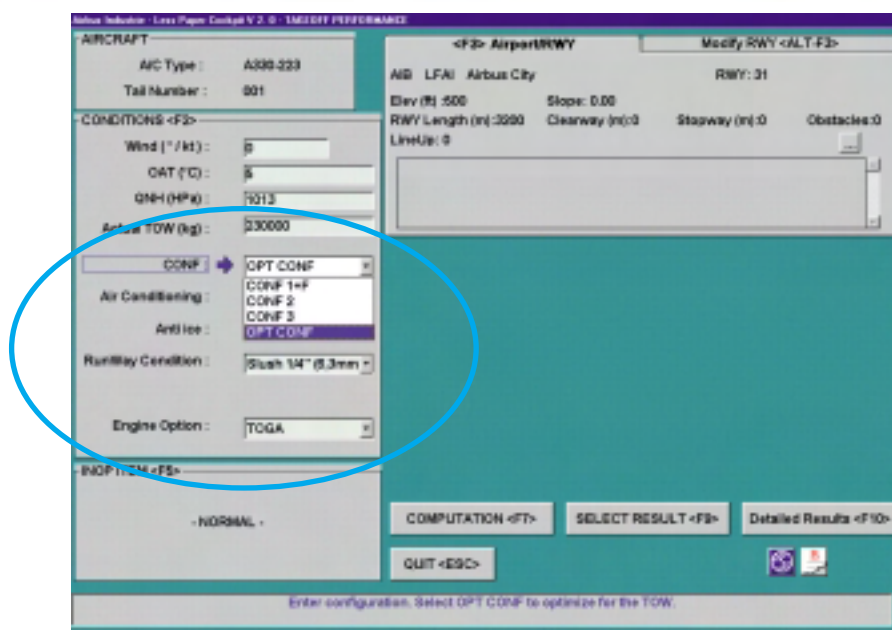 Airbus Industrie - Less Paper Cockpit V 2. 0 - TAKEOFF PERFORMANCE
AIRCRAFT
A/C Type : A330-223
Tail Number : 001
CONDITIONS <F2>
Wind (° / kt) : 0
OAT (°C) : 5
QNH (HPa) : 1013
Actual TOW (kg) : 230000
CONF : OPT CONF
CONF 1+F
CONF 2
CONF 3
OPT CONF
Air Conditioning :
Anti Ice :
RunWay Condition : Slush 1/4" (6,3mm
Engine Option : TOGA
INOP ITEM <F5>
- NORMAL -
<F3> Airport/RWY Modify RWY <ALT-F3>
AIB LFAI Airbus City RWY: 31
Elev (ft) :500 Slope: 0.00
RWY Length (m) :3200 Clearway (m):0 Stopway (m):0 Obstacles:0
LineUp: 0
...
COMPUTATION <F7> SELECT RESULT <F9> Detailed Results <F10>
QUIT <ESC>
Enter configuration. Select OPT CONF to optimize for the TOW.